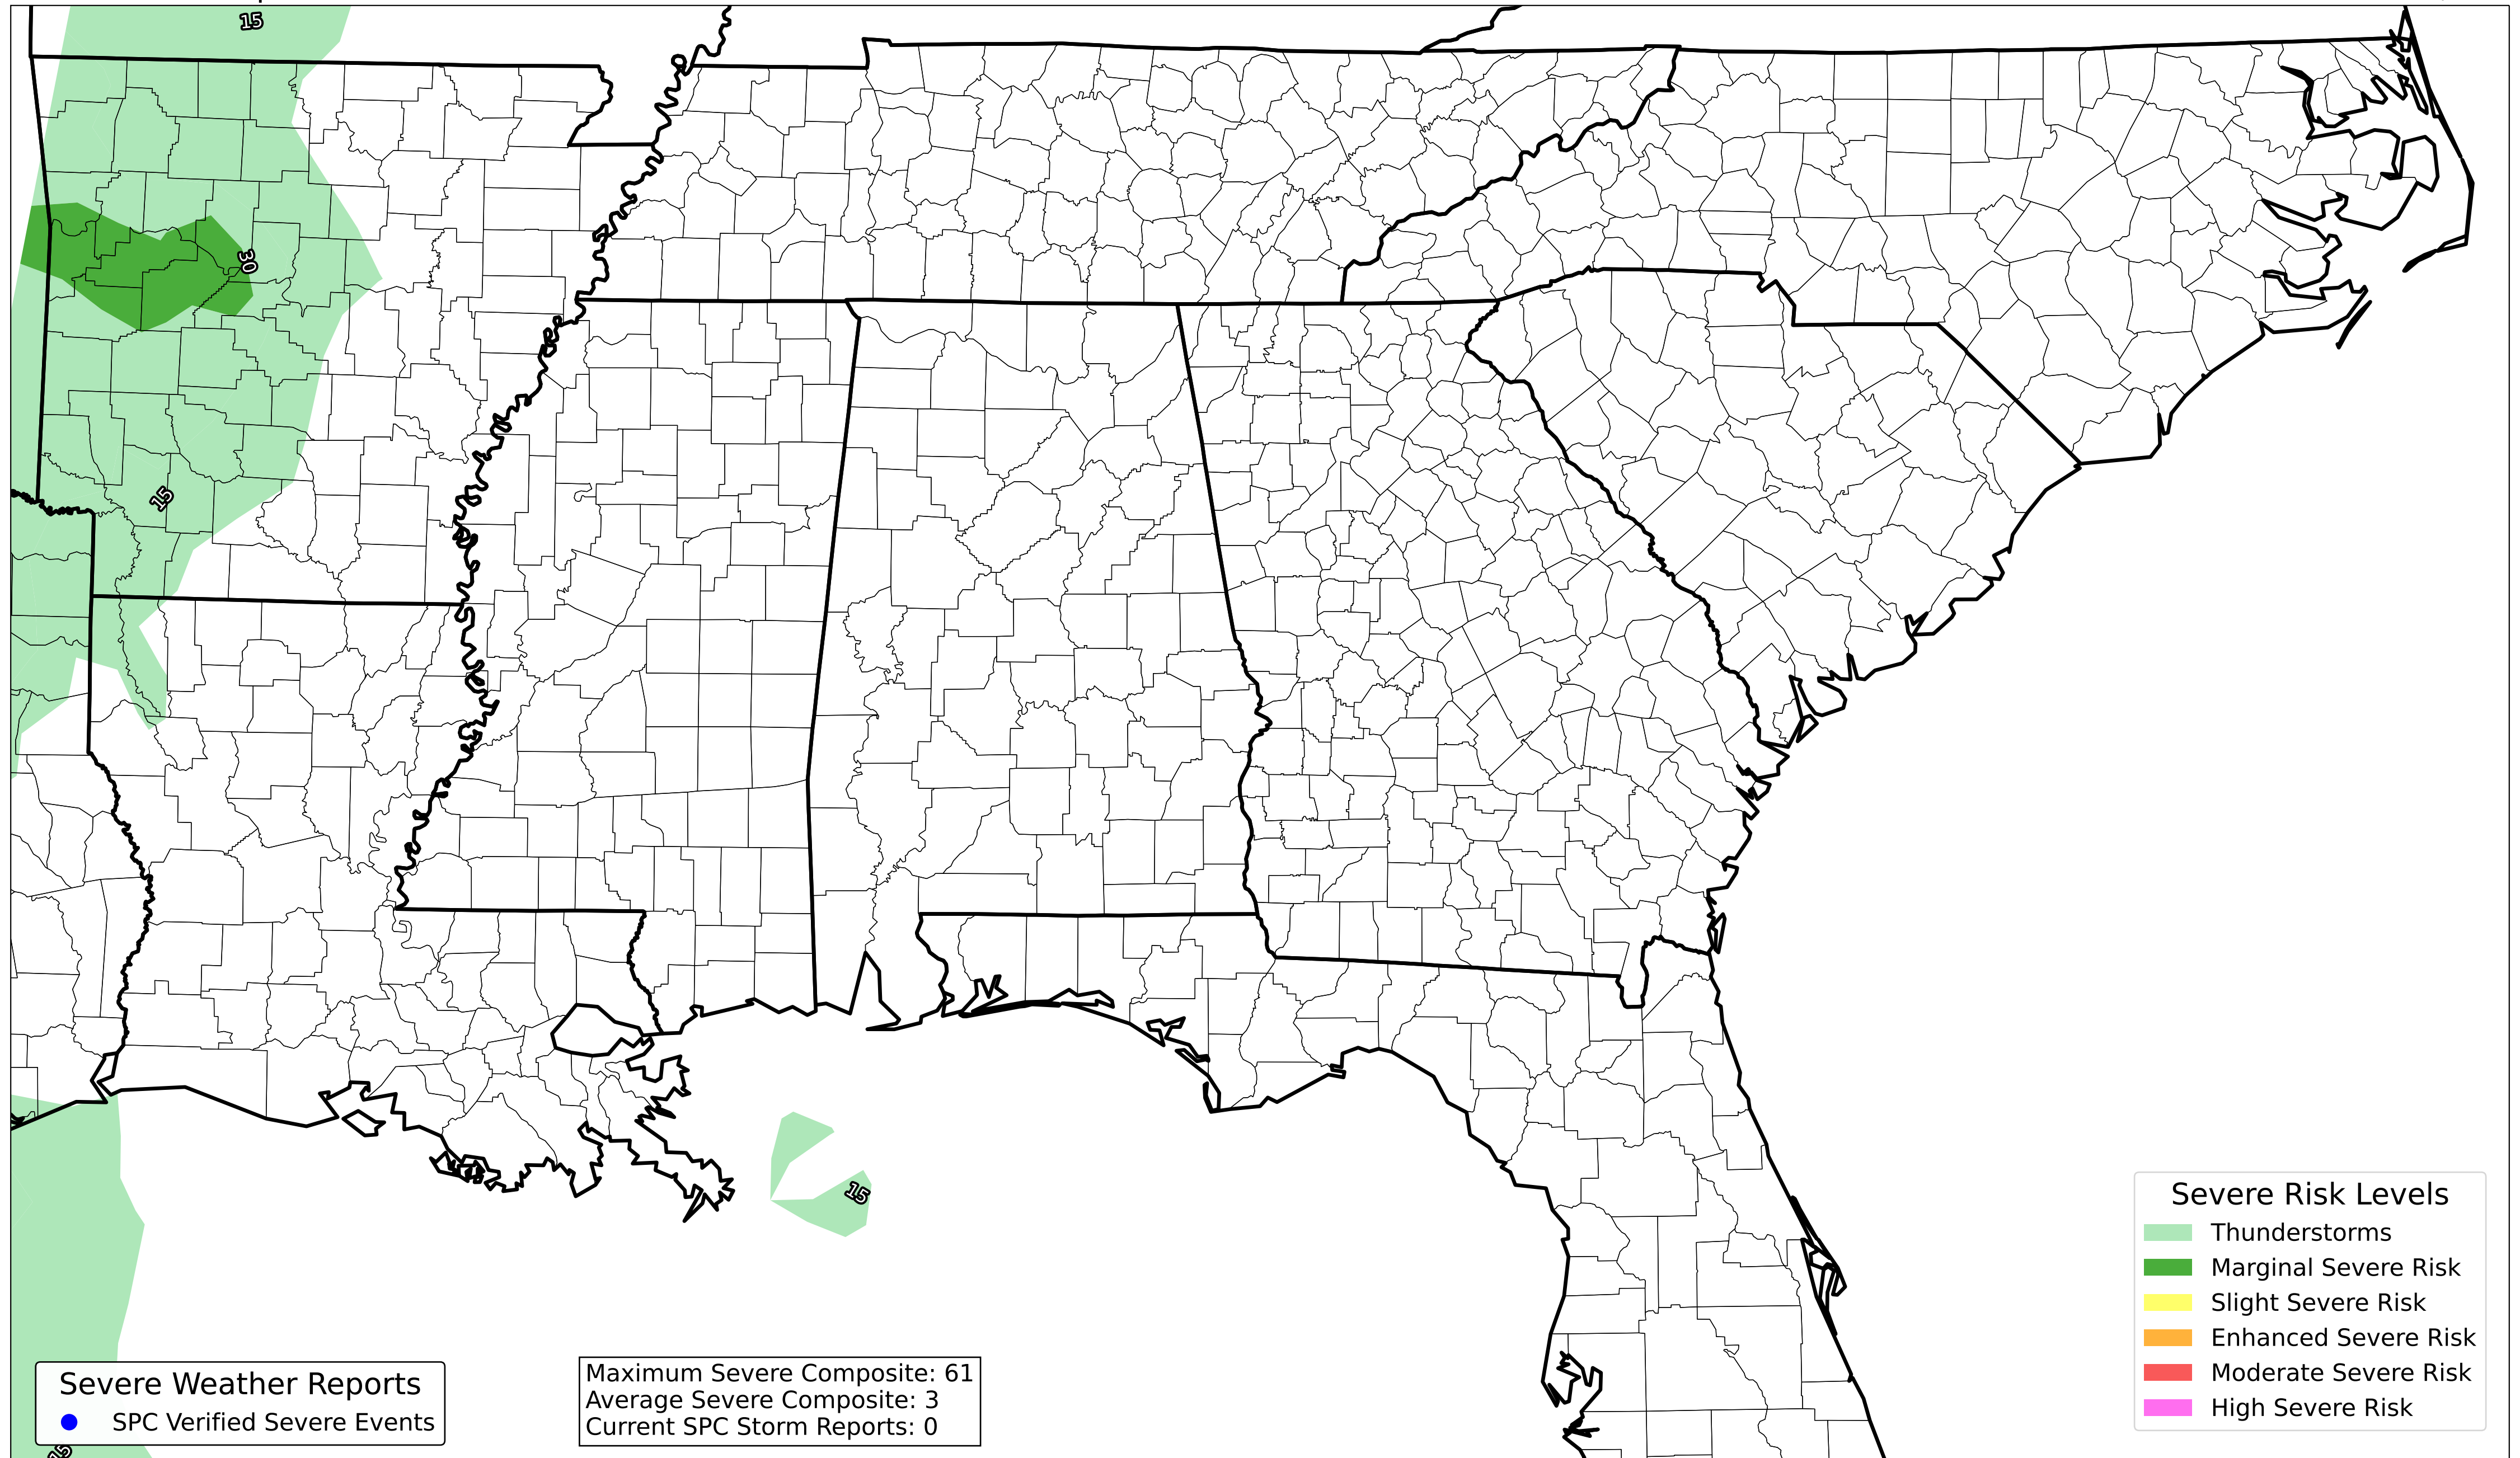 15
30
15
15
15
Severe Risk Levels
Thunderstorms
Marginal Severe Risk
Slight Severe Risk
Enhanced Severe Risk
Moderate Severe Risk
High Severe Risk
Severe Weather Reports
SPC Verified Severe Events
Maximum Severe Composite: 61
Average Severe Composite: 3
Current SPC Storm Reports: 0